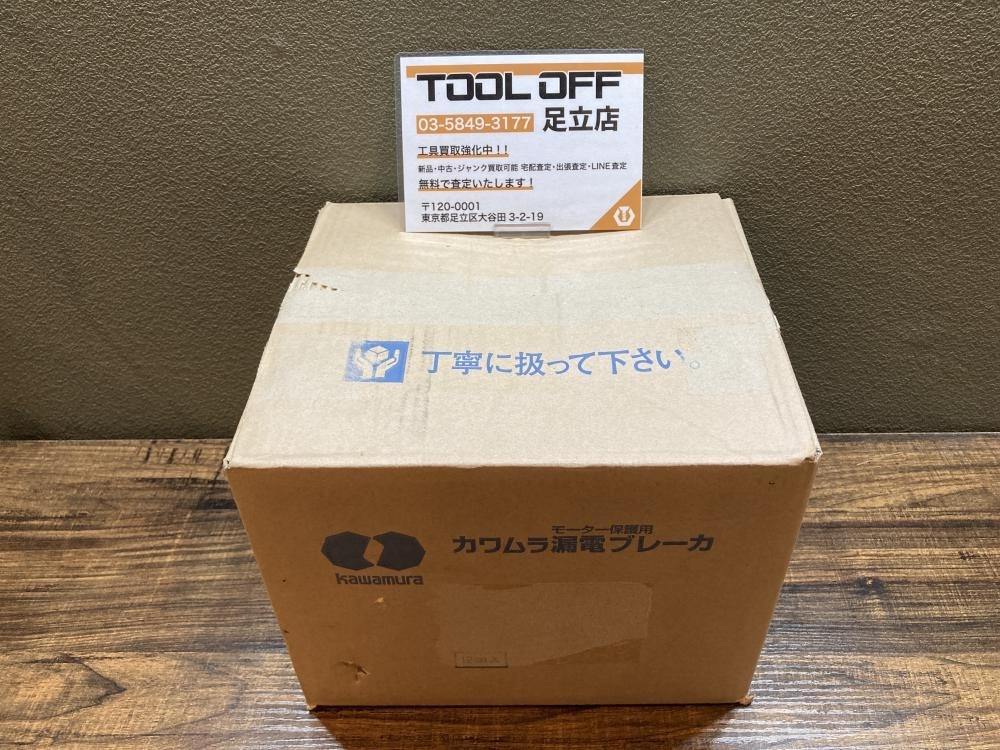 TOOL OFF
03-5849-3177 足立店
工具買取強化中！！
新品・中古・ジャンク買取可能 宅配査定・出張査定・LINE査定
無料で査定いたします！
〒120-0001
東京都足立区大谷田 3-2-19
丁寧に扱って下さい。
モーター保護用
カワムラ漏電ブレーカ
kawamura